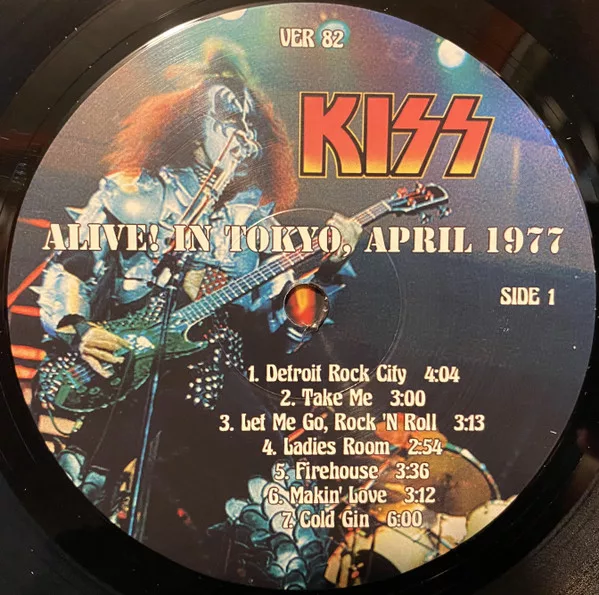 VER 82
KISS
ALIVE! IN TOKYO, APRIL 1977
SIDE 1
1. Detroit Rock City 4:04
2. Take Me 3:00
3. Let Me Go, Rock 'N Roll 3:13
4. Ladies Room 2:54
5. Firehouse 3:36
6. Makin' Love 3:12
7. Cold Gin 6:00